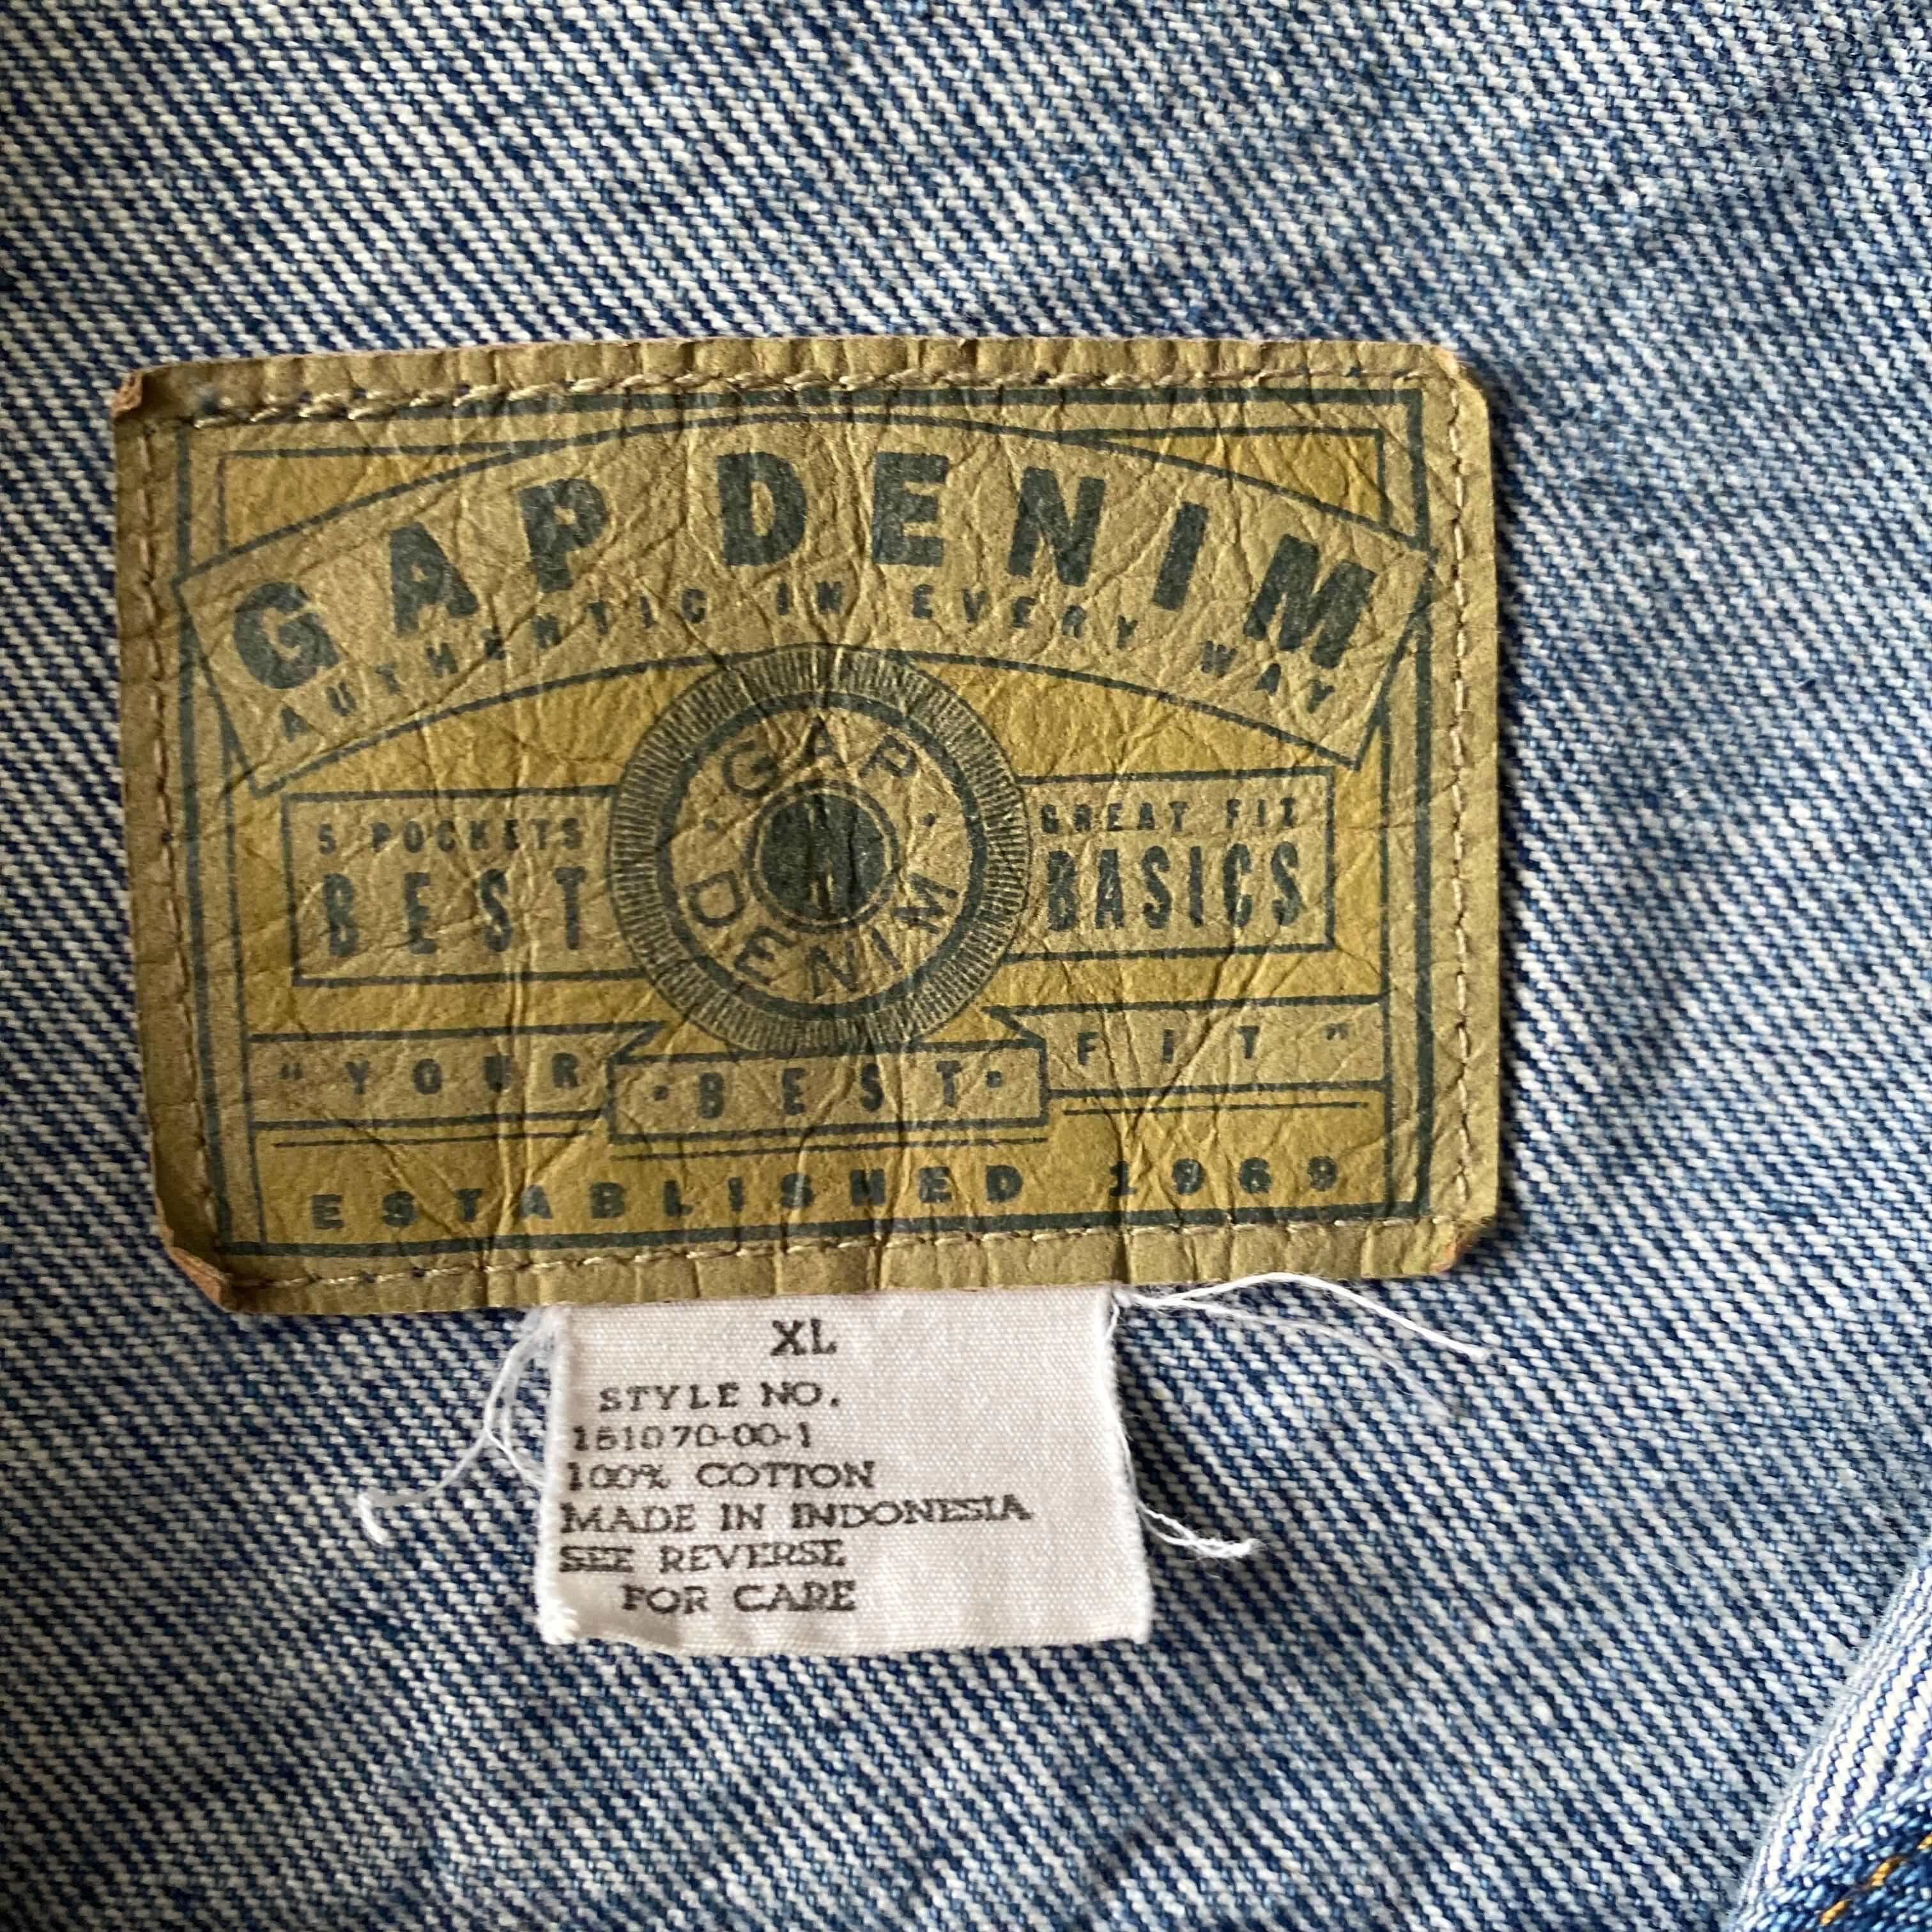 GAP DENIM
AUTHENTIC IN EVERY WAY
· GAP ·
DENIM
5 POCKETS
BEST
GREAT FIT
BASICS
"YOUR ·BEST· FIT"
ESTABLISHED 1969
XL
STYLE NO.
161070-00-1
100% COTTON
MADE IN INDONESIA
SEE REVERSE
FOR CARE